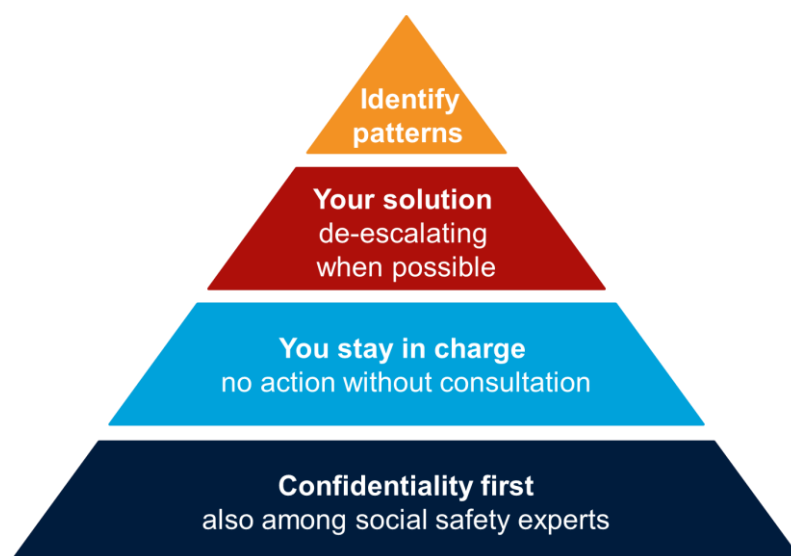 Identify
patterns
Your solution
de-escalating
when possible
You stay in charge
no action without consultation
Confidentiality first
also among social safety experts